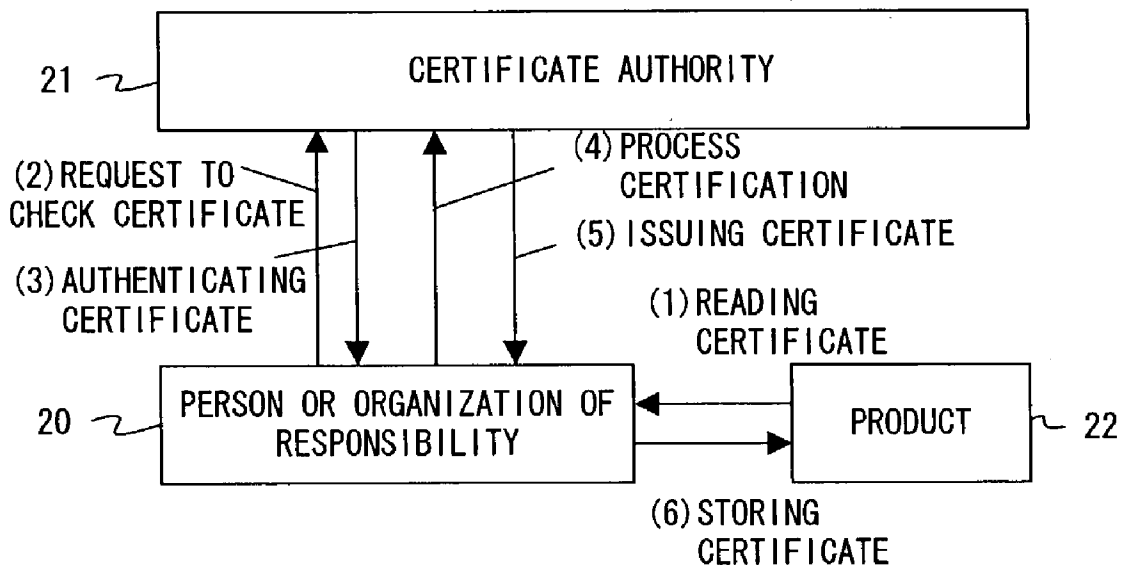 CERTIFICATE AUTHORITY
21
(2) REQUEST TO
CHECK CERTIFICATE
(4) PROCESS
CERTIFICATION
(5) ISSUING CERTIFICATE
(3) AUTHENTICATING
CERTIFICATE
(1) READING
CERTIFICATE
20
PERSON OR ORGANIZATION OF
RESPONSIBILITY
PRODUCT
22
(6) STORING
CERTIFICATE